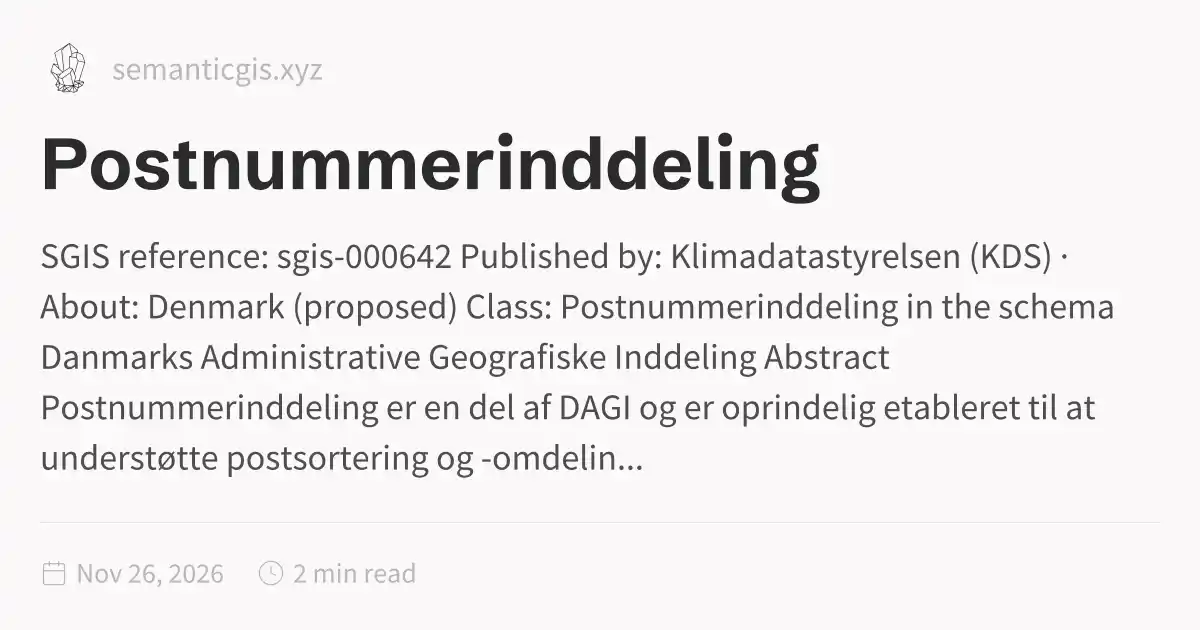 semanticgis.xyz
Postnummerinddeling
SGIS reference: sgis-000642 Published by: Klimadatastyrelsen (KDS) ·
About: Denmark (proposed) Class: Postnummerinddeling in the schema
Danmarks Administrative Geografiske Inddeling Abstract
Postnummerinddeling er en del af DAGI og er oprindelig etableret til at
understøtte postsortering og -omdelin...
Nov 26, 2026 2 min read